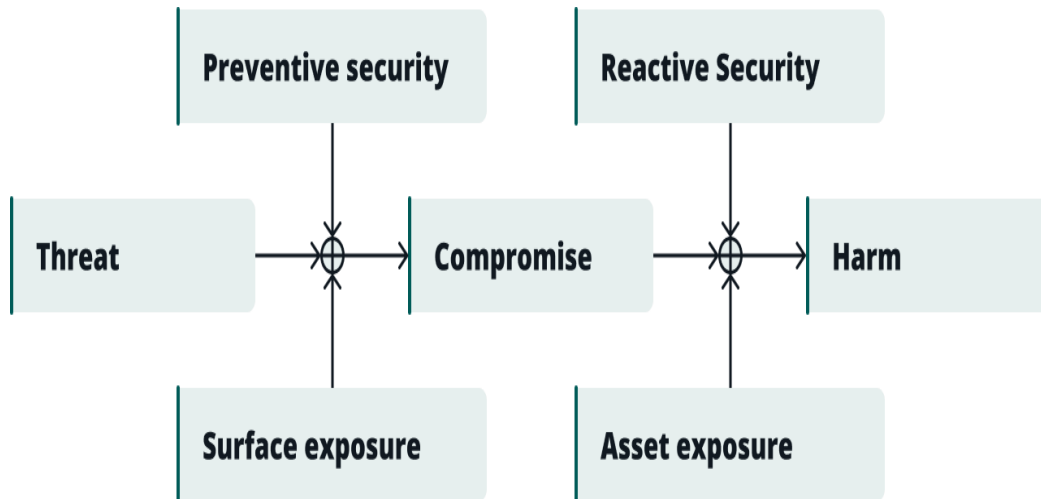 Preventive security
Reactive Security
Threat
Compromise
Harm
Surface exposure
Asset exposure